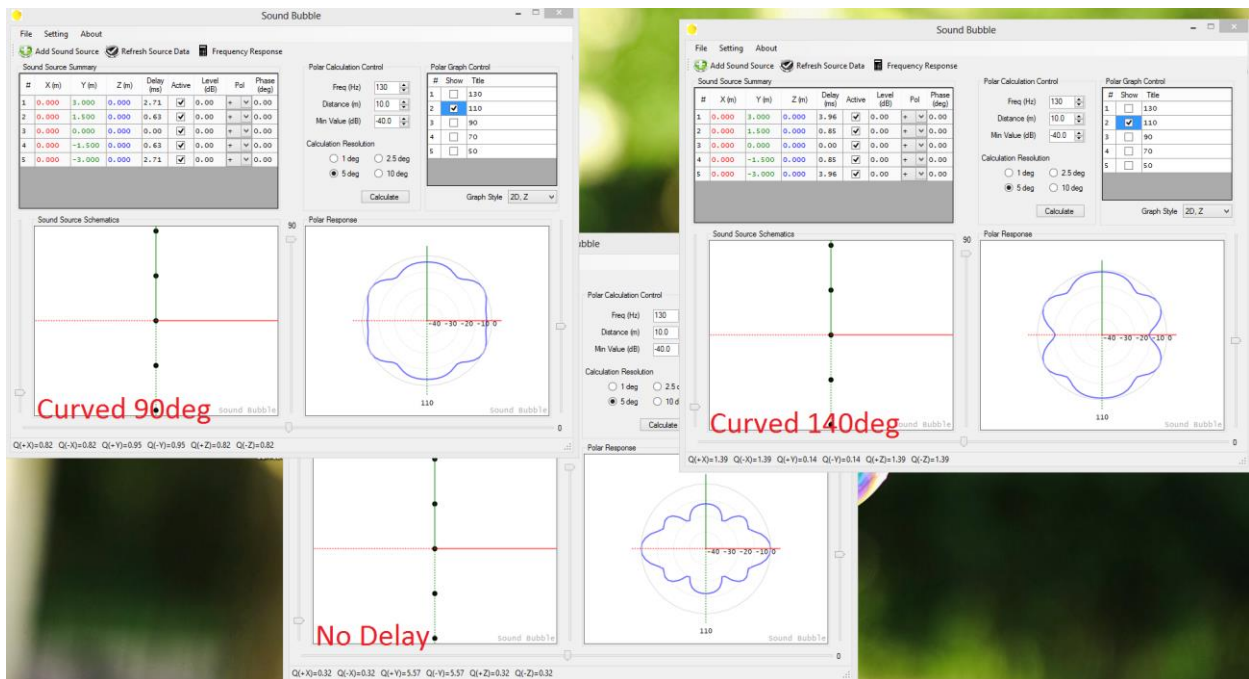 Sound Bubble
File Setting About
Add Sound Source Refresh Source Data Frequency Response
Sound Source Summary
# X (m) Y (m) Z (m) Delay (ms) Active Level (dB) Pol Phase (deg)
1 0.000 3.000 0.000 2.71 0.00 + 0.00
2 0.000 1.500 0.000 0.63 0.00 + 0.00
3 0.000 0.000 0.000 0.00 0.00 + 0.00
4 0.000 -1.500 0.000 0.63 0.00 + 0.00
5 0.000 -3.000 0.000 2.71 0.00 + 0.00
Polar Calculation Control
Freq (Hz) 130
Distance (m) 10.0
Min Value (dB) -40.0
Calculation Resolution
1 deg 2.5 deg
5 deg 10 deg
Calculate
Polar Graph Control
# Show Title
1 130
2 110
3 90
4 70
5 50
Graph Style 2D, Z
Sound Source Schematics
90
Curved 90deg
Sound Bubble
0
Polar Response
-40 -30 -20 -10 0
110
Sound Bubble
Q(+X)=0.82 Q(-X)=0.82 Q(+Y)=0.95 Q(-Y)=0.95 Q(+Z)=0.82 Q(-Z)=0.82
Sound Bubble
File Setting About
Add Sound Source Refresh Source Data Frequency Response
Sound Source Summary
# X (m) Y (m) Z (m) Delay (ms) Active Level (dB) Pol Phase (deg)
1 0.000 3.000 0.000 3.96 0.00 + 0.00
2 0.000 1.500 0.000 0.85 0.00 + 0.00
3 0.000 0.000 0.000 0.00 0.00 + 0.00
4 0.000 -1.500 0.000 0.85 0.00 + 0.00
5 0.000 -3.000 0.000 3.96 0.00 + 0.00
Polar Calculation Control
Freq (Hz) 130
Distance (m) 10.0
Min Value (dB) -40.0
Calculation Resolution
1 deg 2.5 deg
5 deg 10 deg
Calculate
Polar Graph Control
# Show Title
1 130
2 110
3 90
4 70
5 50
Graph Style 2D, Z
Sound Source Schematics
90
Curved 140deg
Sound Bubble
0
Polar Response
-40 -30 -20 -10 0
110
Sound Bubble
Q(+X)=1.39 Q(-X)=1.39 Q(+Y)=0.14 Q(-Y)=0.14 Q(+Z)=1.39 Q(-Z)=1.39
Polar Calculation Control
Freq (Hz) 130
Distance (m) 10.0
Min Value (dB) -40.0
Calculation Resolution
1 deg
5 deg
Calculate
No Delay
Sound Bubble
0
Polar Response
-40 -30 -20 -10 0
110
Sound Bubble
Q(+X)=0.32 Q(-X)=0.32 Q(+Y)=5.57 Q(-Y)=5.57 Q(+Z)=0.32 Q(-Z)=0.32